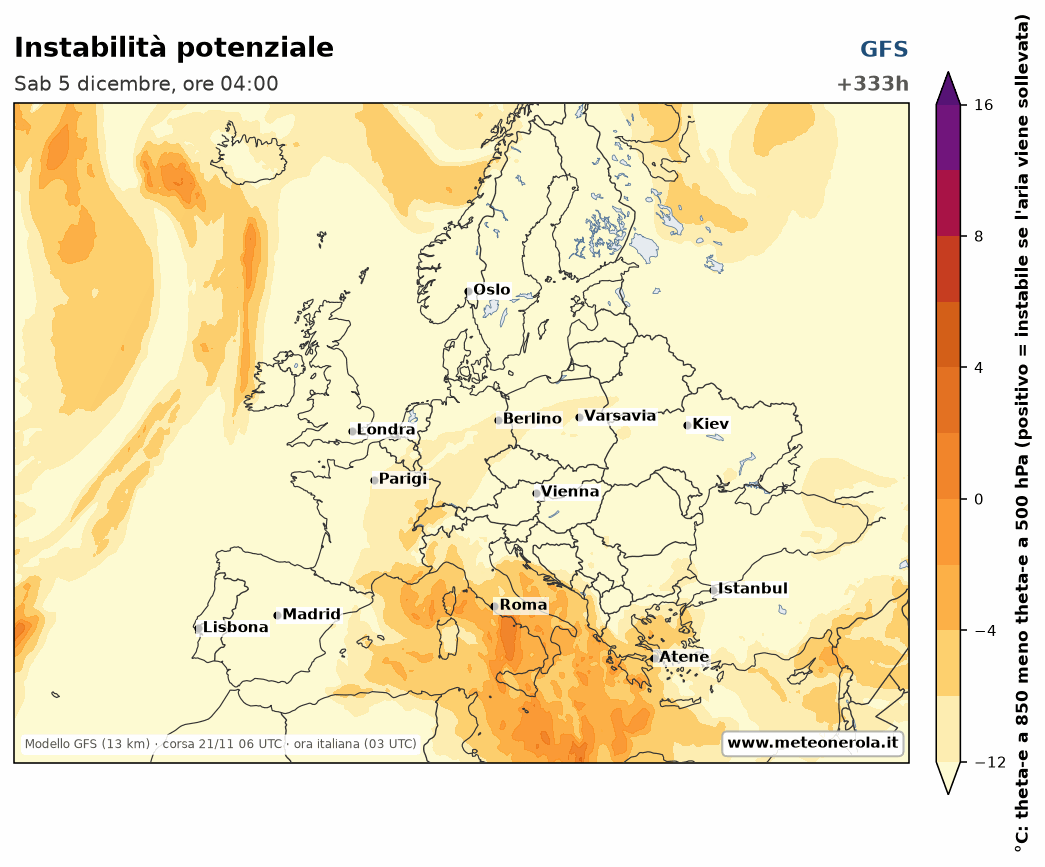 Instabilità potenziale
GFS
Sab 5 dicembre, ore 04:00
+333h
Oslo
Berlino
Varsavia
Kiev
Londra
Parigi
Vienna
Istanbul
Roma
Madrid
Lisbona
Atene
Modello GFS (13 km) · corsa 21/11 06 UTC · ora italiana (03 UTC)
www.meteonerola.it
16
8
4
0
−4
−12
°C: theta-e a 850 meno theta-e a 500 hPa (positivo = instabile se l'aria viene sollevata)